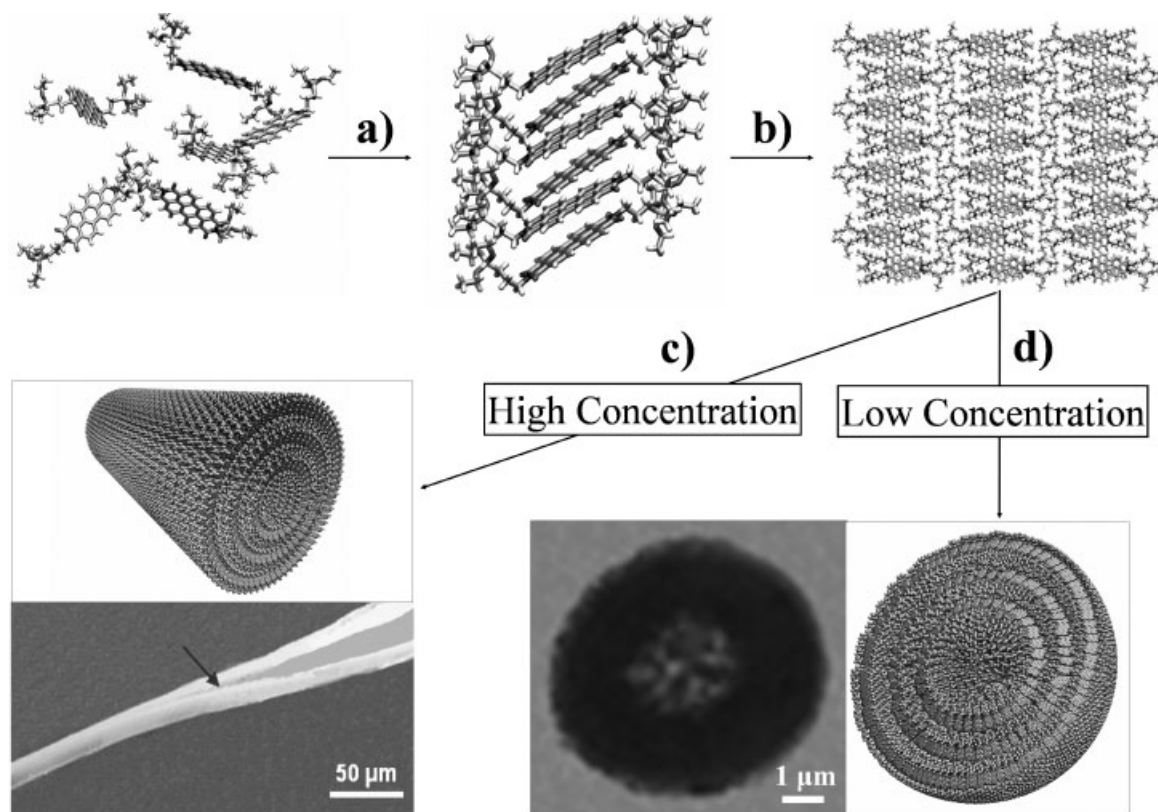 a)
b)
c)
d)
High Concentration
Low Concentration
50 μm
1 μm